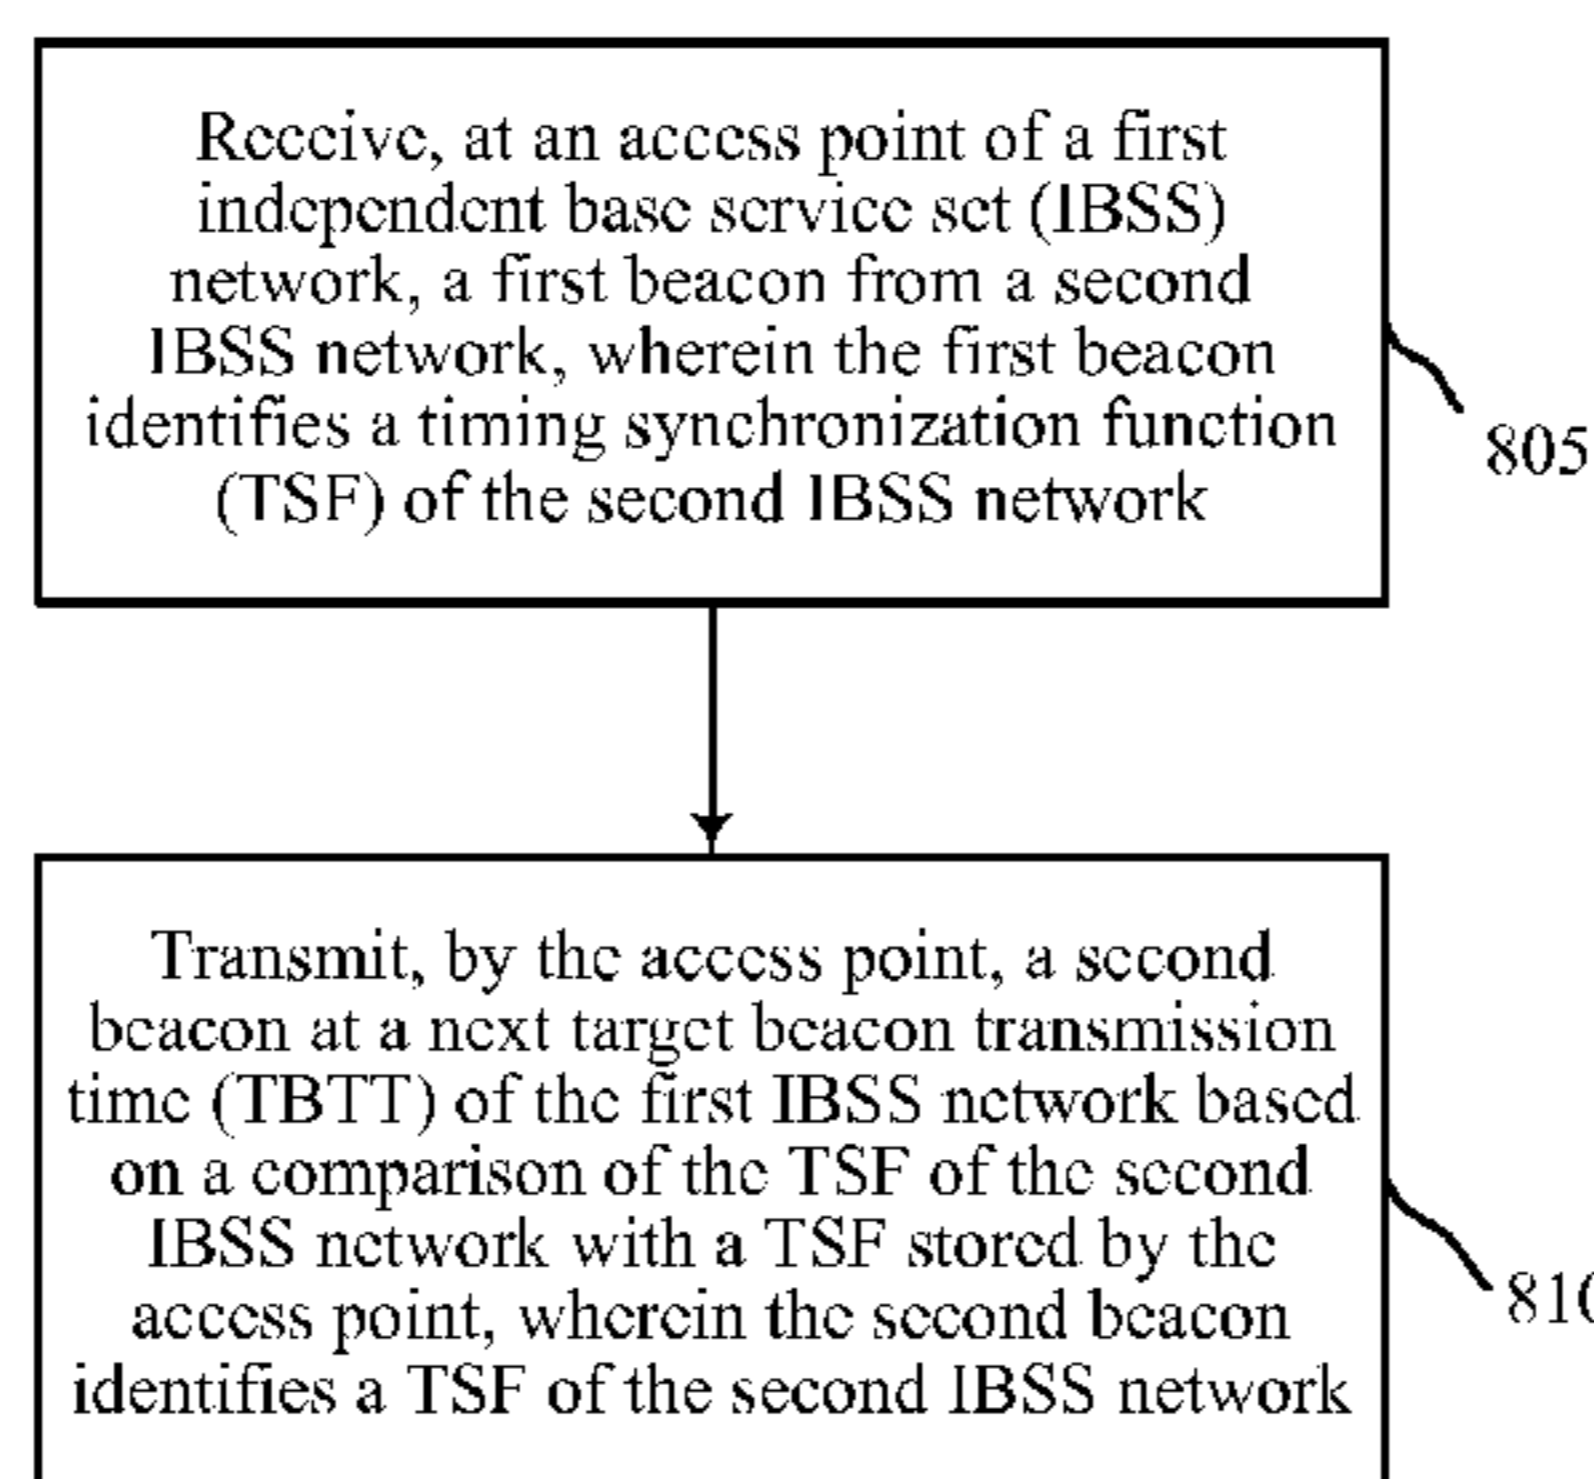 Receive, at an access point of a first
independent base service set (IBSS)
network, a first beacon from a second
IBSS network, wherein the first beacon
identifies a timing synchronization function
(TSF) of the second IBSS network
805
Transmit, by the access point, a second
beacon at a next target beacon transmission
time (TBTT) of the first IBSS network based
on a comparison of the TSF of the second
IBSS network with a TSF stored by the
access point, wherein the second beacon
identifies a TSF of the second IBSS network
810